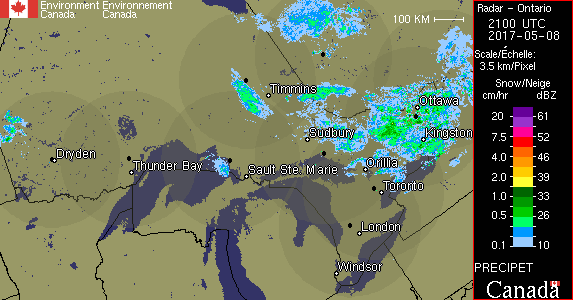 Environment Environnement
Canada Canada
100 KM
Radar - Ontario
2100 UTC
2017-05-08
Scale/Échelle:
3.5 km/Pixel
Snow/Neige
cm/hr dBZ
20 61
7.5 52
4.0 46
2.0 39
1.0 33
0.5 26
0.1 10
PRECIPET
Canada
Timmins
Ottawa
Sudbury
Kingston
Dryden
Thunder Bay
Sault Ste. Marie
Orillia
Toronto
London
Windsor